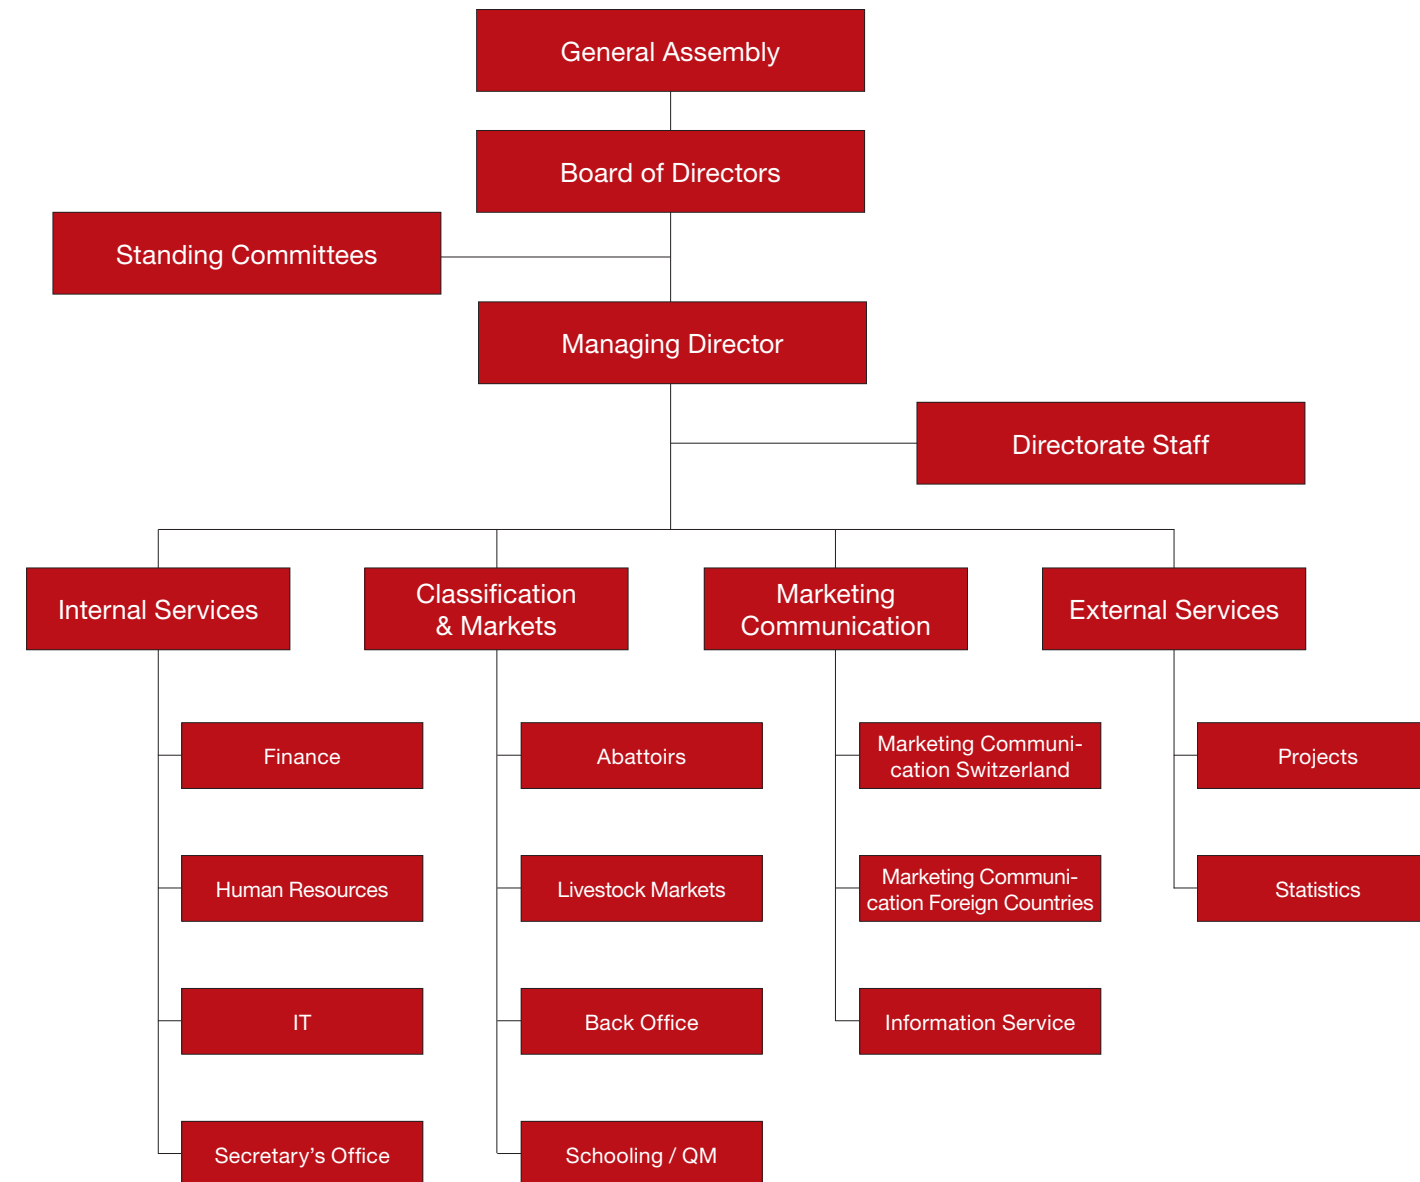 General Assembly
Board of Directors
Standing Committees
Managing Director
Directorate Staff
Internal Services
Classification
& Markets
Marketing
Communication
External Services
Finance
Abattoirs
Marketing Communi-
cation Switzerland
Projects
Human Resources
Livestock Markets
Marketing Communi-
cation Foreign Countries
Statistics
IT
Back Office
Information Service
Secretary’s Office
Schooling / QM